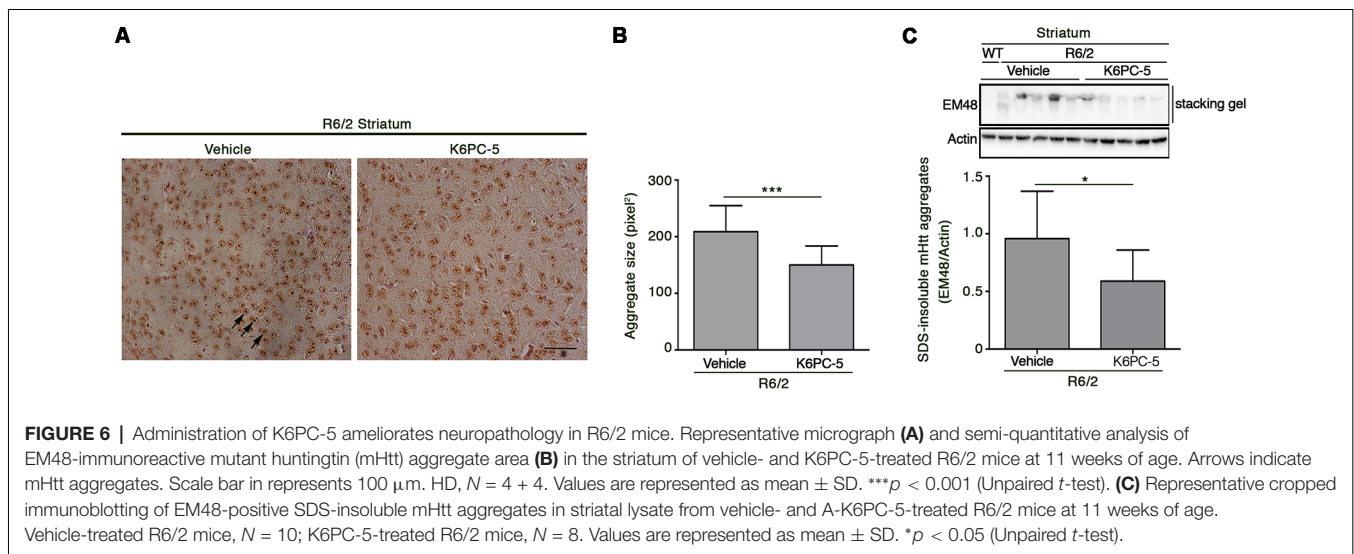 A
R6/2 Striatum
Vehicle
K6PC-5
B
300
200
100
0
Aggregate size (pixel²)
***
Vehicle
K6PC-5
R6/2
C
Striatum
WT
R6/2
Vehicle
K6PC-5
EM48
stacking gel
Actin
1.5
1.0
0.5
0
SDS-insoluble mHtt aggregates
(EM48/Actin)
*
Vehicle
K6PC-5
R6/2
FIGURE 6 | Administration of K6PC-5 ameliorates neuropathology in R6/2 mice. Representative micrograph (A) and semi-quantitative analysis of
EM48-immunoreactive mutant huntingtin (mHtt) aggregate area (B) in the striatum of vehicle- and K6PC-5-treated R6/2 mice at 11 weeks of age. Arrows indicate
mHtt aggregates. Scale bar in represents 100 μm. HD, N = 4 + 4. Values are represented as mean ± SD. ***p < 0.001 (Unpaired t-test). (C) Representative cropped
immunoblotting of EM48-positive SDS-insoluble mHtt aggregates in striatal lysate from vehicle- and A-K6PC-5-treated R6/2 mice at 11 weeks of age.
Vehicle-treated R6/2 mice, N = 10; K6PC-5-treated R6/2 mice, N = 8. Values are represented as mean ± SD. *p < 0.05 (Unpaired t-test).